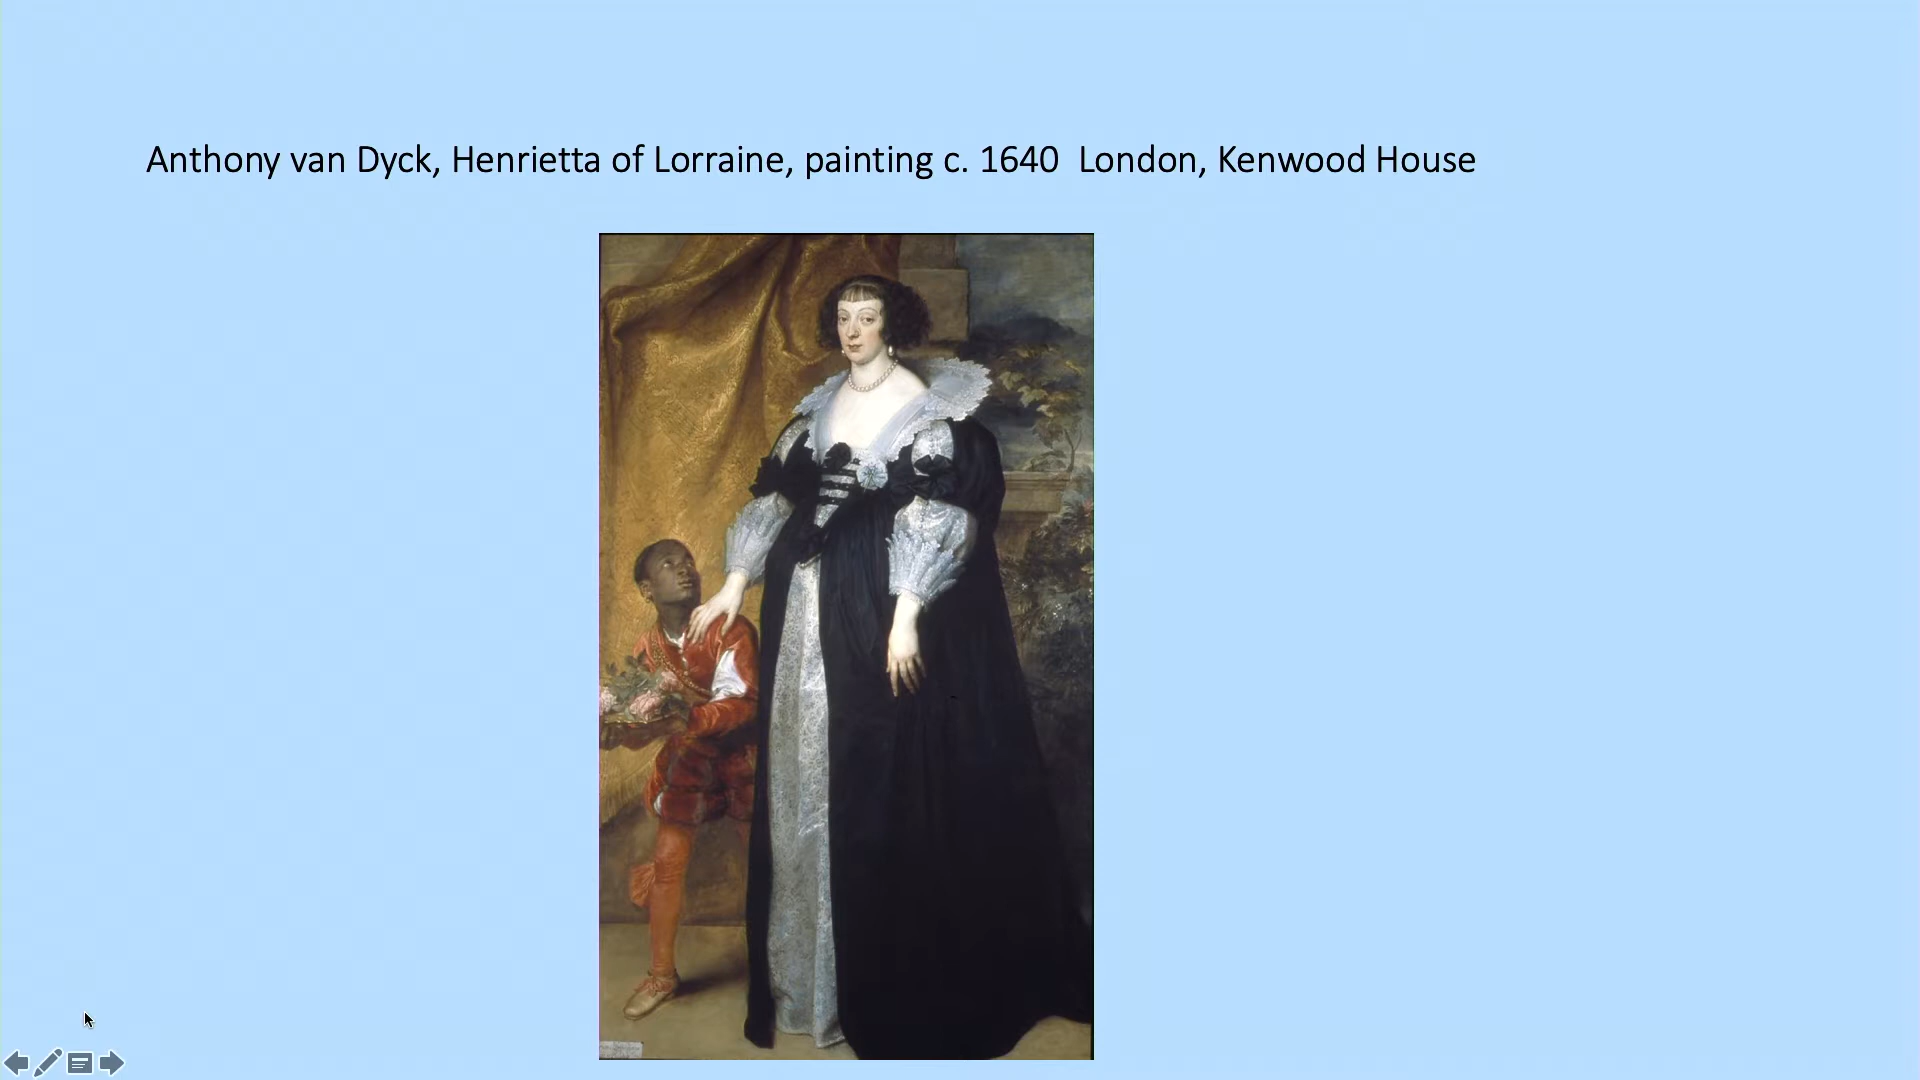 Anthony van Dyck, Henrietta of Lorraine, painting c. 1640  London, Kenwood House